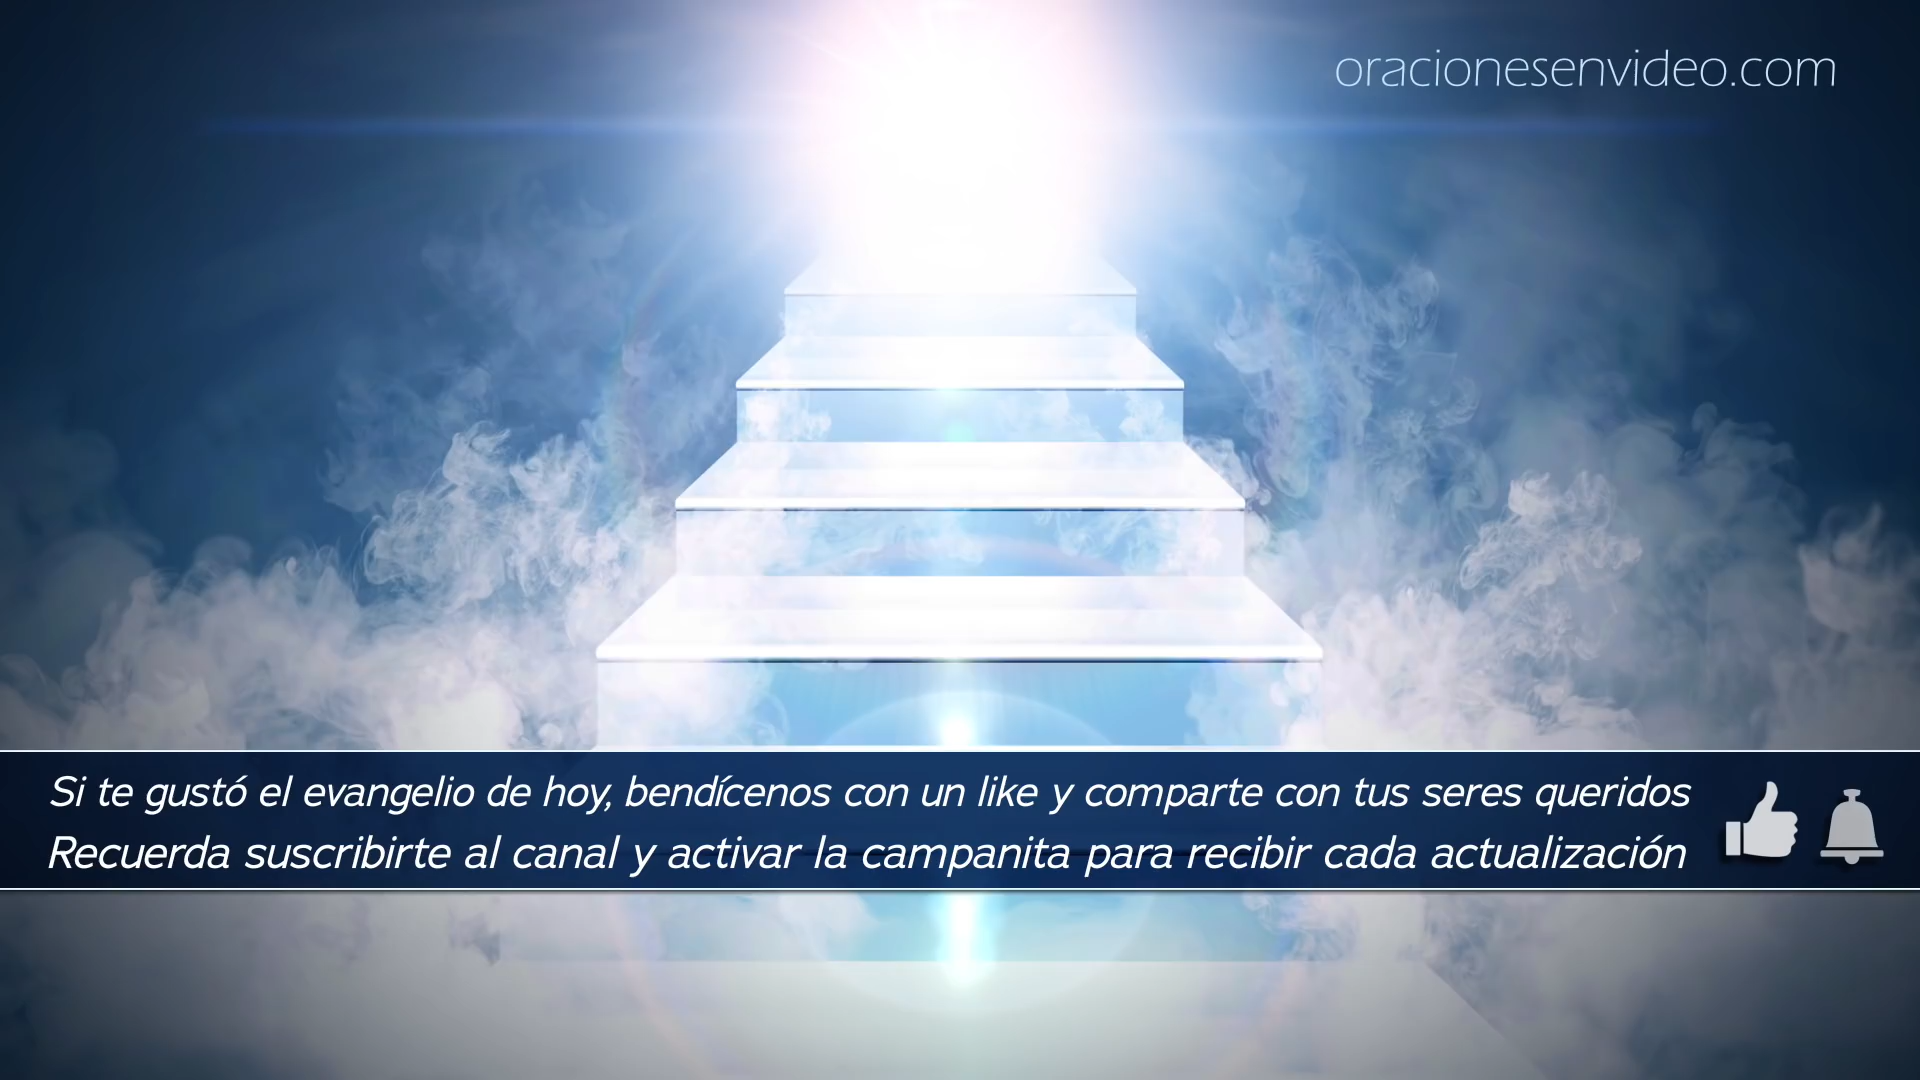 oracionesenvideo.com
Si te gustó el evangelio de hoy, bendícenos con un like y comparte con tus seres queridos
Recuerda suscribirte al canal y activar la campanita para recibir cada actualización